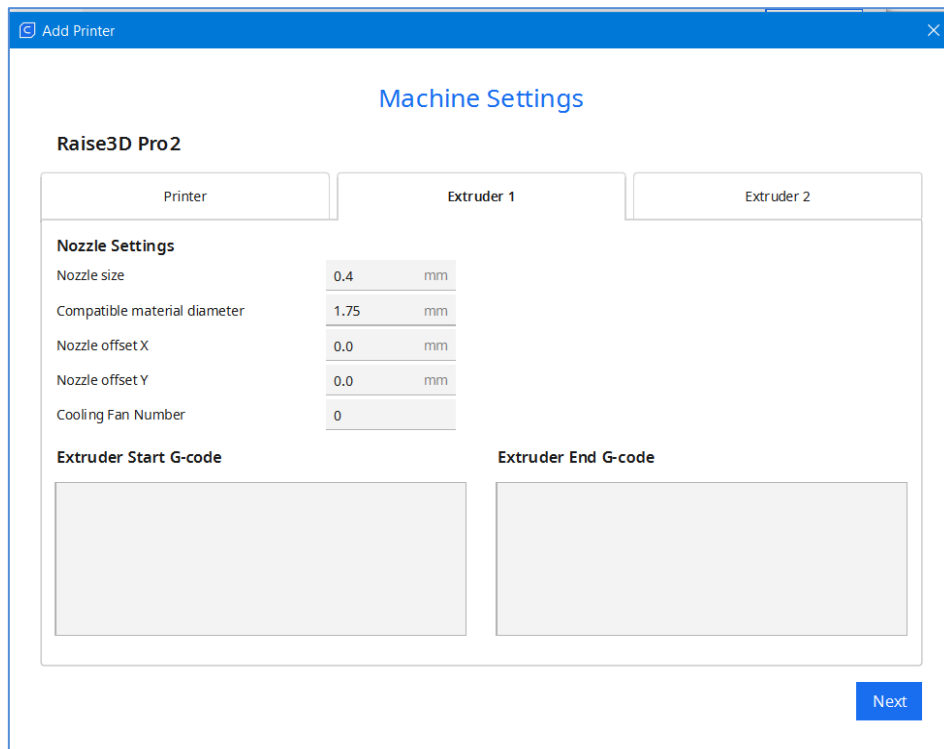 Add Printer
Machine Settings
Raise3D Pro2
Printer
Extruder 1
Extruder 2
Nozzle Settings
Nozzle size 0.4 mm
Compatible material diameter 1.75 mm
Nozzle offset X 0.0 mm
Nozzle offset Y 0.0 mm
Cooling Fan Number 0
Extruder Start G-code
Extruder End G-code
Next